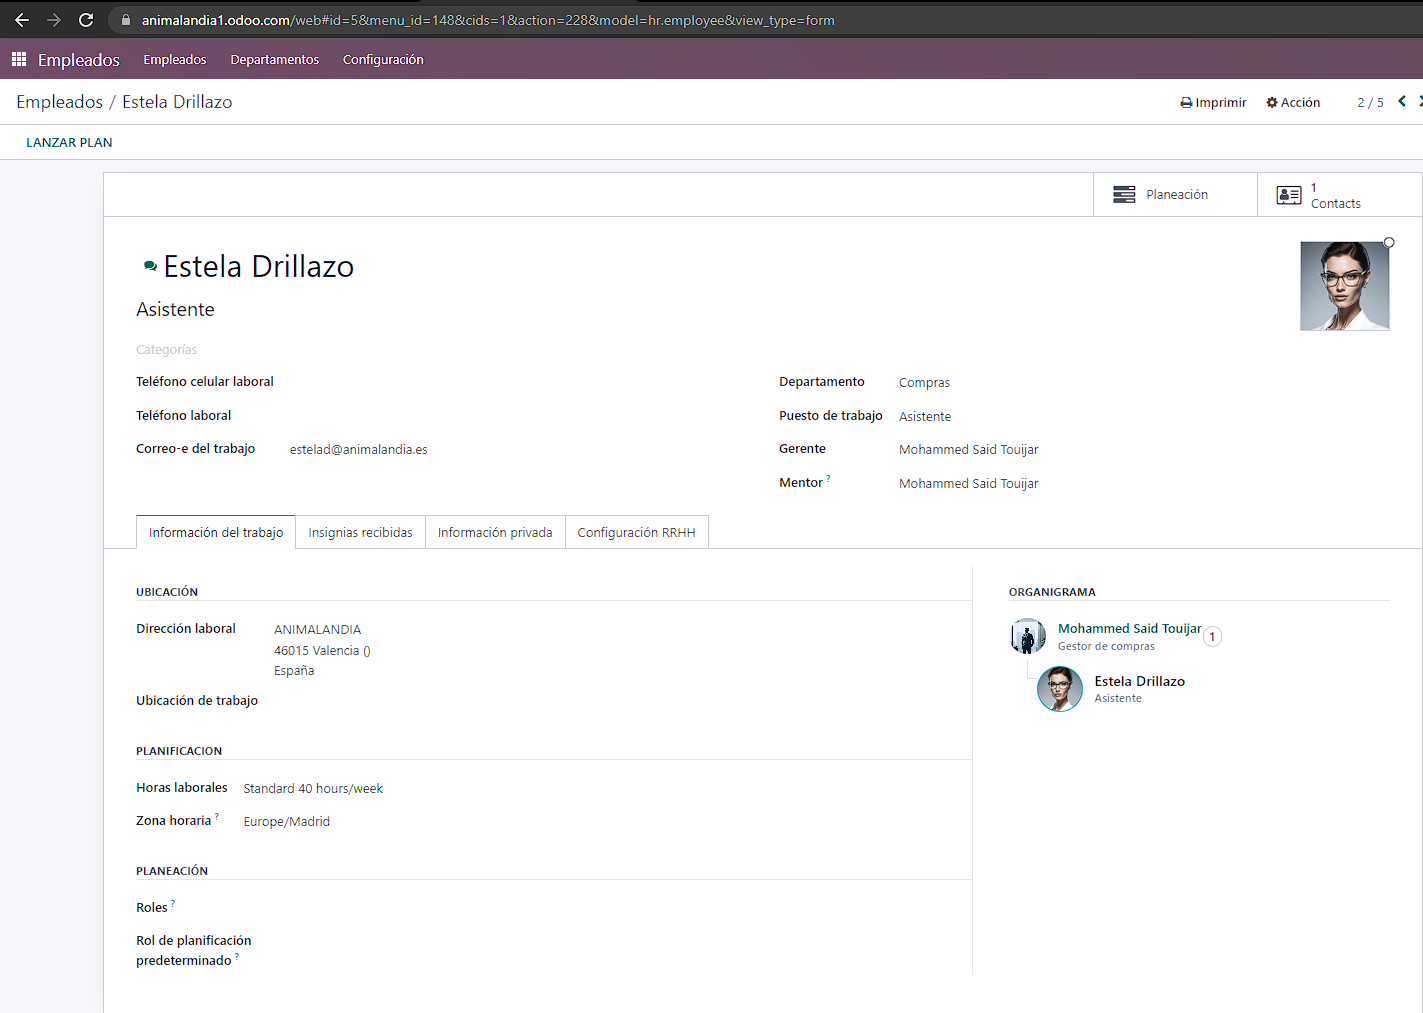 animalandia1.odoo.com/web#id=5&menu_id=148&cids=1&action=228&model=hr.employee&view_type=form
Empleados Empleados Departamentos Configuración
Empleados / Estela Drillazo Imprimir Acción 2 / 5
LANZAR PLAN
Planeación 1 Contacts
Estela Drillazo
Asistente
Categorías
Teléfono celular laboral
Teléfono laboral
Correo-e del trabajo estelad@animalandia.es
Departamento Compras
Puesto de trabajo Asistente
Gerente Mohammed Said Touijar
Mentor ? Mohammed Said Touijar
Información del trabajo Insignias recibidas Información privada Configuración RRHH
UBICACIÓN
Dirección laboral ANIMALANDIA
46015 Valencia ()
España
Ubicación de trabajo
PLANIFICACION
Horas laborales Standard 40 hours/week
Zona horaria ? Europe/Madrid
PLANEACIÓN
Roles ?
Rol de planificación
predeterminado ?
ORGANIGRAMA
Mohammed Said Touijar 1
Gestor de compras
Estela Drillazo
Asistente